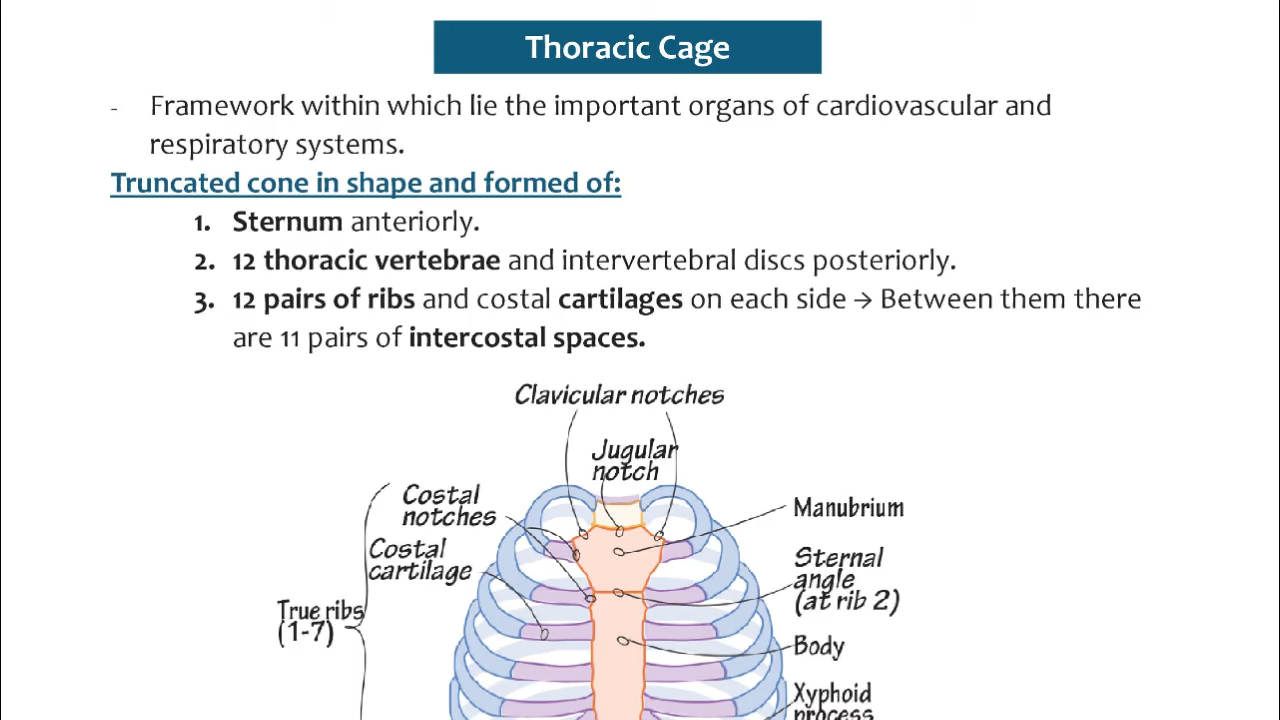 Thoracic Cage
- Framework within which lie the important organs of cardiovascular and
respiratory systems.
Truncated cone in shape and formed of:
1. Sternum anteriorly.
2. 12 thoracic vertebrae and intervertebral discs posteriorly.
3. 12 pairs of ribs and costal cartilages on each side → Between them there
are 11 pairs of intercostal spaces.
Clavicular notches
Jugular
notch
Costal
notches
Manubrium
Costal
cartilage
Sternal
angle
(at rib 2)
True ribs
(1-7)
Body
Xyphoid
process